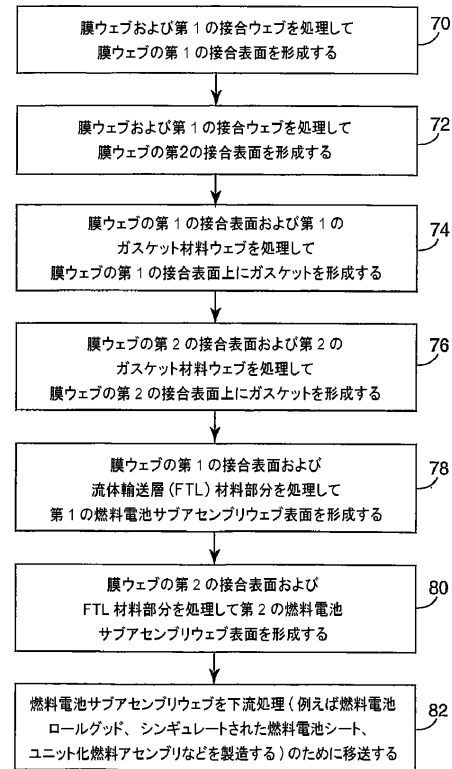 膜ウェブおよび第1の接合ウェブを処理して
膜ウェブの第1の接合表面を形成する
70
膜ウェブおよび第1の接合ウェブを処理して
膜ウェブの第2の接合表面を形成する
72
膜ウェブの第1の接合表面および第1の
ガスケット材料ウェブを処理して
膜ウェブの第1の接合表面上にガスケットを形成する
74
膜ウェブの第2の接合表面および第2の
ガスケット材料ウェブを処理して
膜ウェブの第2の接合表面上にガスケットを形成する
76
膜ウェブの第1の接合表面および
流体輸送層(FTL)材料部分を処理して
第1の燃料電池サブアセンブリウェブ表面を形成する
78
膜ウェブの第2の接合表面および
FTL材料部分を処理して第2の燃料電池
サブアセンブリウェブ表面を形成する
80
燃料電池サブアセンブリウェブを下流処理(例えば燃料電池
ロールグッド、シンギュレートされた燃料電池シート、
ユニット化燃料アセンブリなどを製造する)のために移送する
82